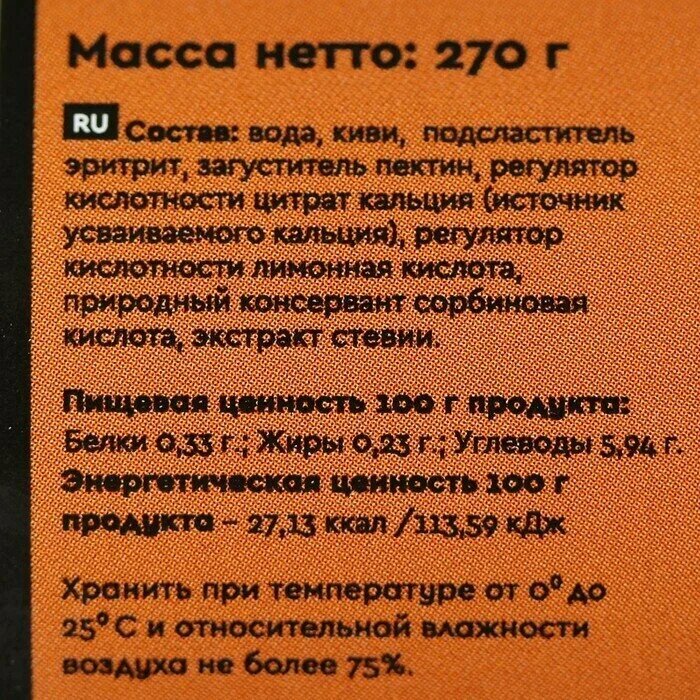 Масса нетто: 270 г
RU Состав: вода, киви, подсластитель
эритрит, загуститель пектин, регулятор
кислотности цитрат кальция (источник
усваиваемого кальция), регулятор
кислотности лимонная кислота,
природный консервант сорбиновая
кислота, экстракт стевии.
Пищевая ценность 100 г продукта:
Белки 0,33 г.; Жиры 0,23 г.; Углеводы 5,94 г.
Энергетическая ценность 100 г
продукта – 27,13 ккал /113,59 кДж
Хранить при температуре от 0° до
25° С и относительной влажности
воздуха не более 75%.